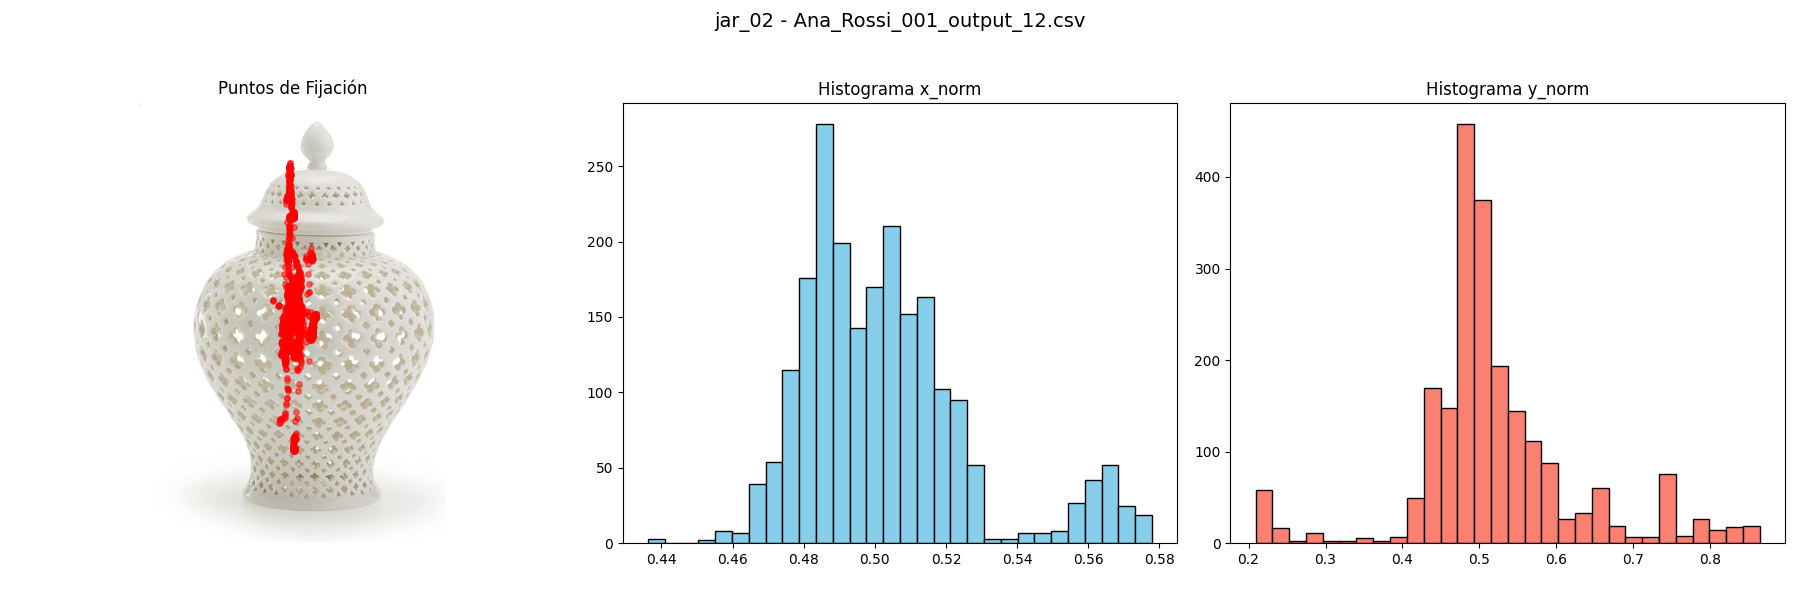 jar_02 - Ana_Rossi_001_output_12.csv
Puntos de Fijación
Histograma x_norm
250
200
150
100
50
0
0.44 0.46 0.48 0.50 0.52 0.54 0.56 0.58
Histograma y_norm
400
300
200
100
0
0.2 0.3 0.4 0.5 0.6 0.7 0.8